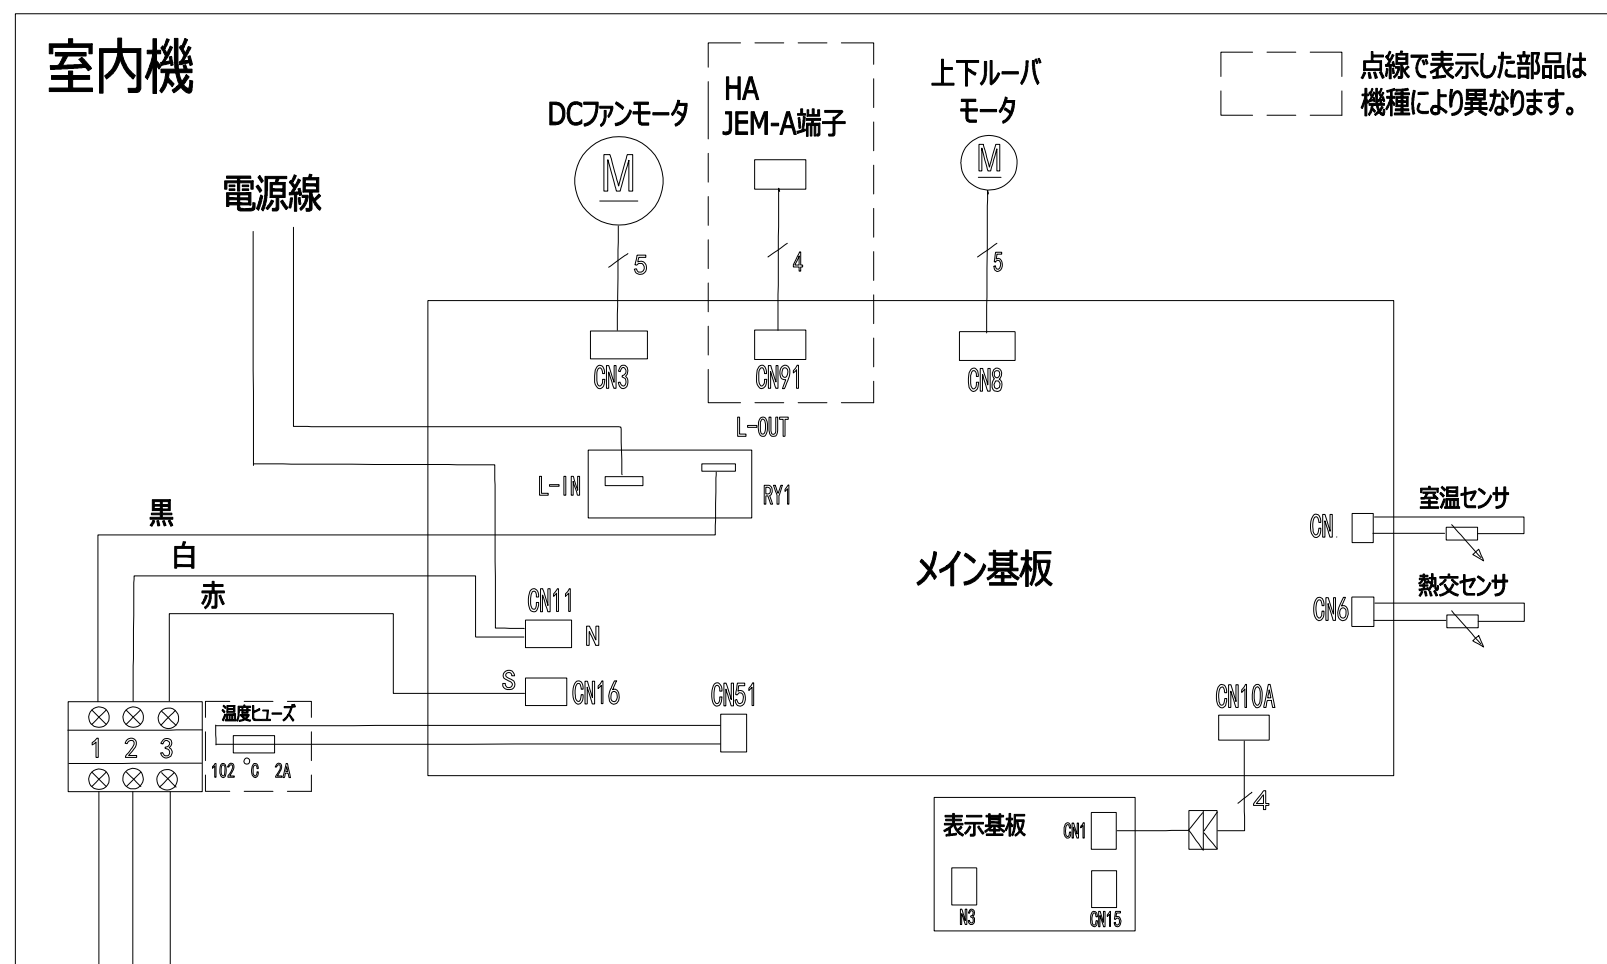 室内機
点線で表示した部品は
機種により異なります。
DCファンモータ
M
HA
JEM-A端子
上下ルーバ
モータ
M
電源線
5
4
5
CN3
CN91
CN8
L-OUT
L-IN
RY1
黒
白
赤
メイン基板
室温センサ
CN
熱交センサ
CN6
CN11
N
S
CN16
CN51
CN10A
温度ヒューズ
1 2 3
102℃ 2A
4
表示基板
CN1
N3
CN15